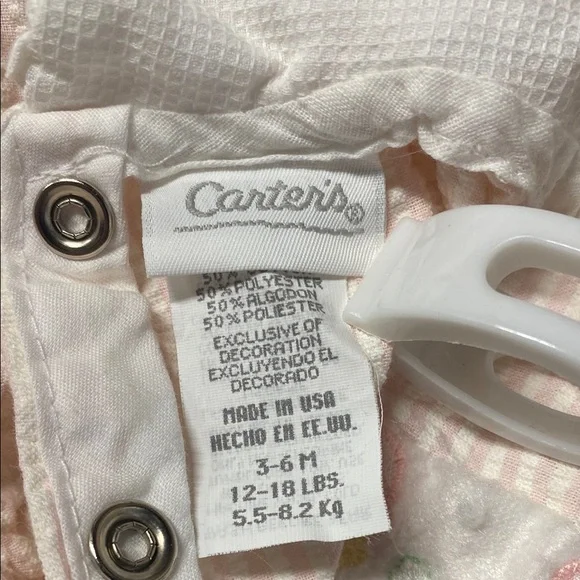 Carter's®
50%
50% POLYESTER
50% ALGODON
50% POLIESTER
EXCLUSIVE OF
DECORATION
EXCLUYENDO EL
DECORADO
MADE IN USA
HECHO EN EE.UU.
3-6 M
12-18 LBS.
5.5-8.2 Kg